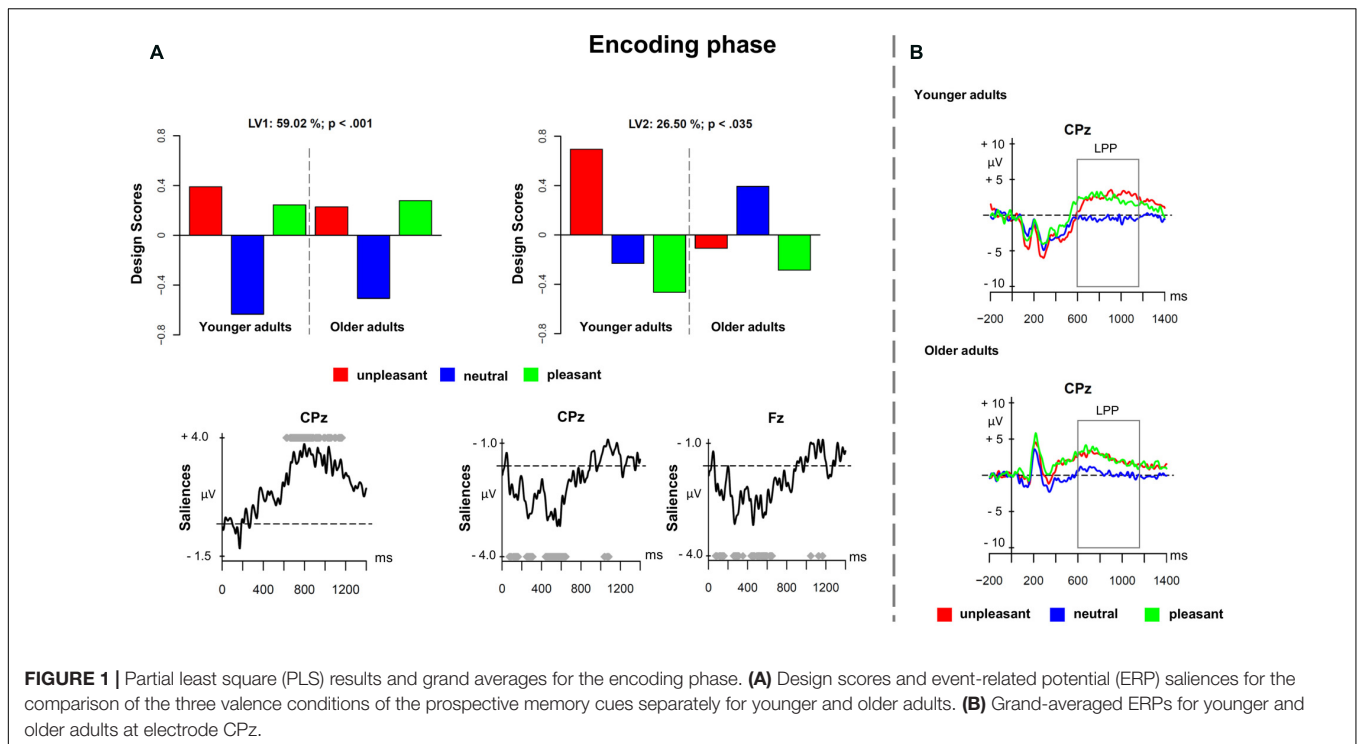 A
Encoding phase
B
LV1: 59.02 %; p < .001
Design Scores
0.8
0.4
0
−0.4
−0.8
Younger adults
Older adults
LV2: 26.50 %; p < .035
Design Scores
0.8
0.4
0
−0.4
−0.8
Younger adults
Older adults
unpleasant neutral pleasant
CPz
+ 4.0
µV
Saliences
- 1.5
ms
0 400 800 1200
CPz
- 1.0
µV
Saliences
- 4.0
ms
0 400 800 1200
Fz
- 1.0
µV
Saliences
- 4.0
ms
0 400 800 1200
Younger adults
CPz
LPP
+ 10
µV
+ 5
0
- 5
- 10
ms
−200 200 600 1000 1400
Older adults
CPz
LPP
+ 10
µV
+ 5
0
- 5
- 10
ms
−200 200 600 1000 1400
unpleasant neutral pleasant
FIGURE 1 | Partial least square (PLS) results and grand averages for the encoding phase. (A) Design scores and event-related potential (ERP) saliences for the
comparison of the three valence conditions of the prospective memory cues separately for younger and older adults. (B) Grand-averaged ERPs for younger and
older adults at electrode CPz.